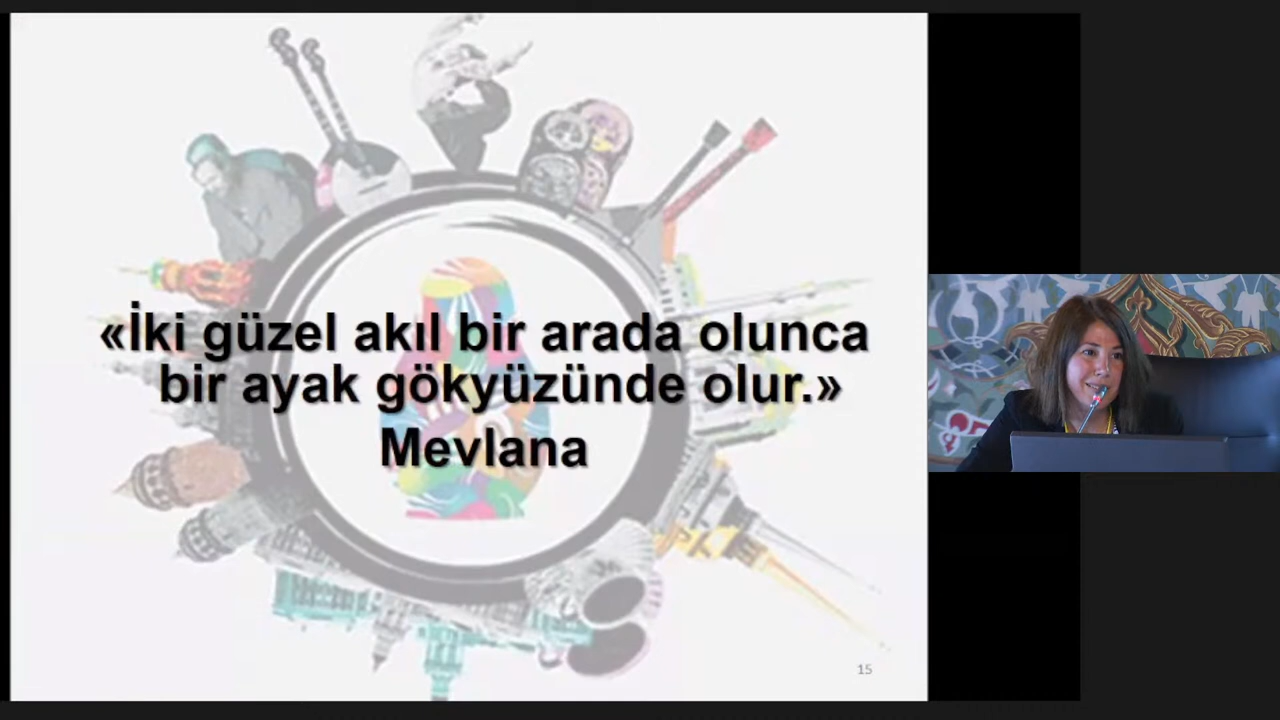 «İki güzel akıl bir arada olunca
bir ayak gökyüzünde olur.»
Mevlana
15